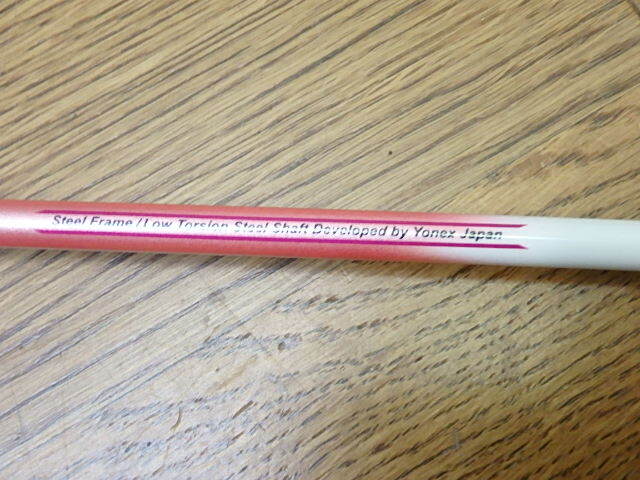 Steel Frame / Low Torsion Steel Shaft Developed by Yonex Japan